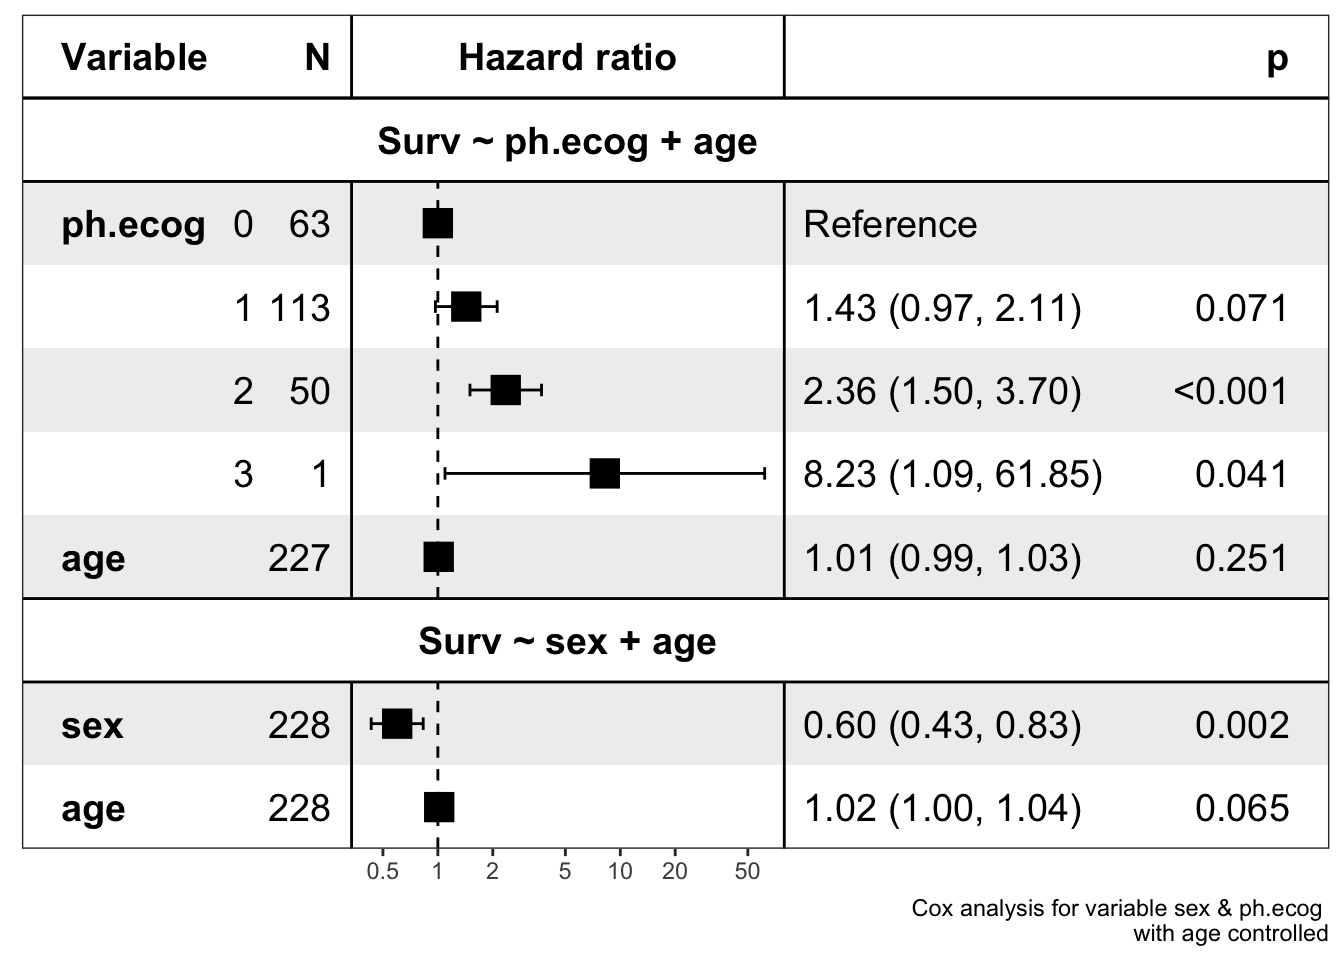 Variable N Hazard ratio p
Surv ~ ph.ecog + age
ph.ecog 0 63 Reference
1 113 1.43 (0.97, 2.11) 0.071
2 50 2.36 (1.50, 3.70) <0.001
3 1 8.23 (1.09, 61.85) 0.041
age 227 1.01 (0.99, 1.03) 0.251
Surv ~ sex + age
sex 228 0.60 (0.43, 0.83) 0.002
age 228 1.02 (1.00, 1.04) 0.065
0.5 1 2 5 10 20 50
Cox analysis for variable sex & ph.ecog
with age controlled